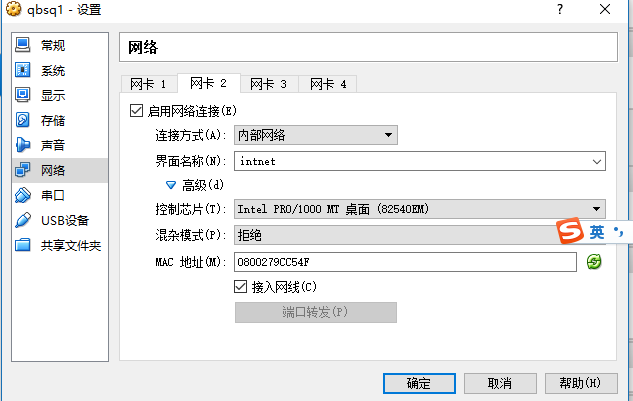 qbsq1 - 设置
常规
系统
显示
存储
声音
网络
串口
USB设备
共享文件夹
网络
网卡 1 网卡 2 网卡 3 网卡 4
启用网络连接(E)
连接方式(A): 内部网络
界面名称(N): intnet
高级(d)
控制芯片(T): Intel PRO/1000 MT 桌面 (82540EM)
混杂模式(P): 拒绝
S 英
MAC 地址(M): 0800279CC54F
接入网线(C)
端口转发(P)
确定 取消 帮助(H)